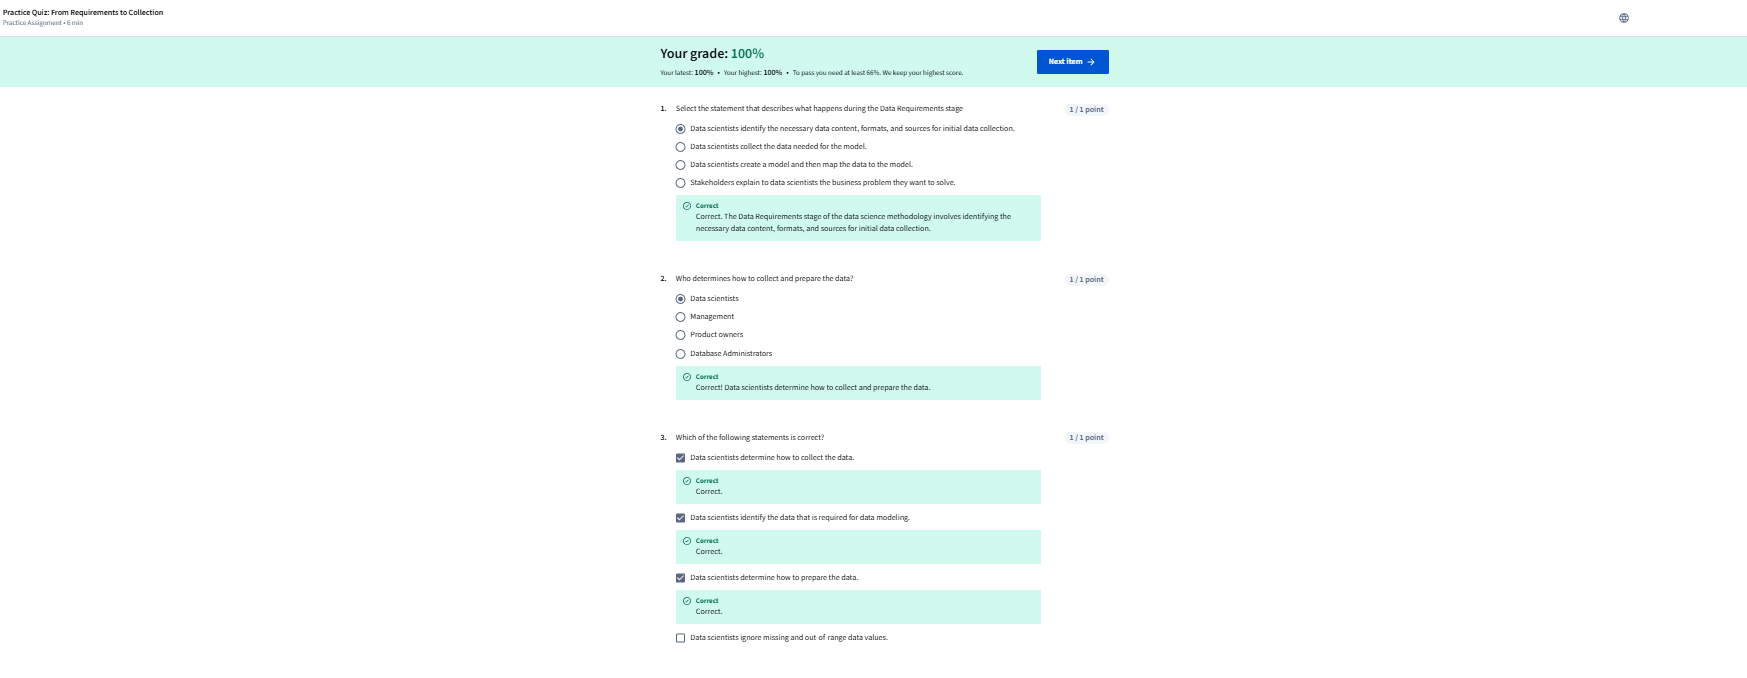 Practice Quiz: From Requirements to Collection
Practice Assignment • 6 min
Your grade: 100%
Your latest: 100% • Your highest: 100% • To pass you need at least 66%. We keep your highest score.
Next item →
1. Select the statement that describes what happens during the Data Requirements stage
1 / 1 point
Data scientists identify the necessary data content, formats, and sources for initial data collection.
Data scientists collect the data needed for the model.
Data scientists create a model and then map the data to the model.
Stakeholders explain to data scientists the business problem they want to solve.
Correct
Correct. The Data Requirements stage of the data science methodology involves identifying the
necessary data content, formats, and sources for initial data collection.
2. Who determines how to collect and prepare the data?
1 / 1 point
Data scientists
Management
Product owners
Database Administrators
Correct
Correct! Data scientists determine how to collect and prepare the data.
3. Which of the following statements is correct?
1 / 1 point
Data scientists determine how to collect the data.
Correct
Correct.
Data scientists identify the data that is required for data modeling.
Correct
Correct.
Data scientists determine how to prepare the data.
Correct
Correct.
Data scientists ignore missing and out-of-range data values.